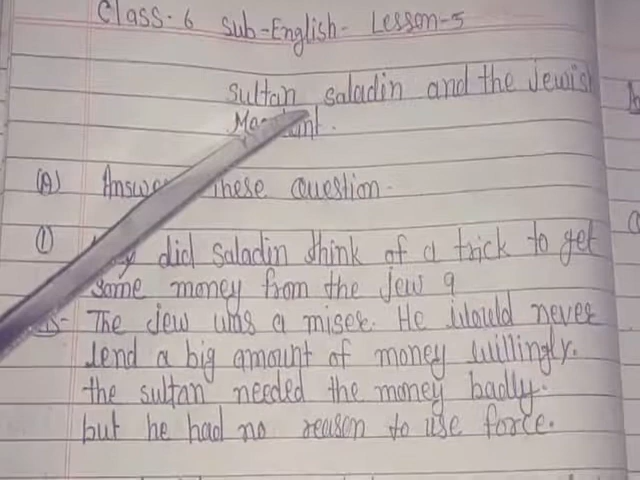 Class-6 Sub-English- Lesson-5
Sultan Saladin and the Jewish
(A) Answer these question-
(1) did Saladin think of a trick to get
some money from the Jew ?
The Jew was a miser. He would never
lend a big amount of money willingly.
the sultan needed the money badly.
but he had no reason to use force.